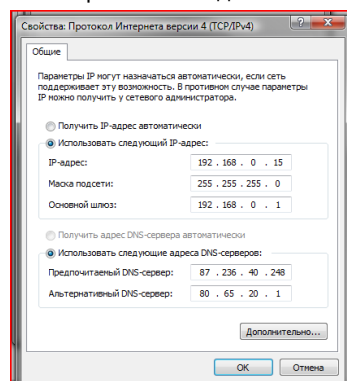 Свойства: Протокол Интернета версии 4 (TCP/IPv4)
Общие
Параметры IP могут назначаться автоматически, если сеть
поддерживает эту возможность. В противном случае параметры
IP можно получить у сетевого администратора.
Получить IP-адрес автоматически
Использовать следующий IP-адрес:
IP-адрес: 192 . 168 . 0 . 15
Маска подсети: 255 . 255 . 255 . 0
Основной шлюз: 192 . 168 . 0 . 1
Получить адрес DNS-сервера автоматически
Использовать следующие адреса DNS-серверов:
Предпочитаемый DNS-сервер: 87 . 236 . 40 . 248
Альтернативный DNS-сервер: 80 . 65 . 20 . 1
Дополнительно...
ОК Отмена